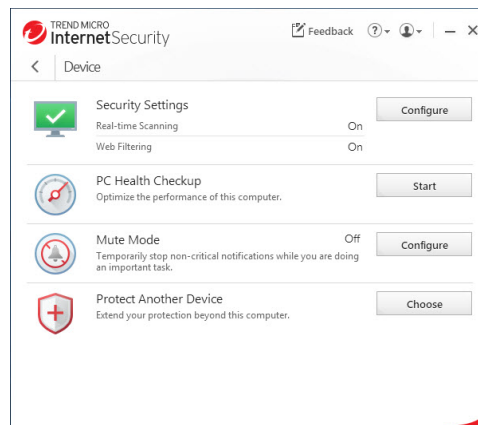 TREND MICRO
Internet Security
Feedback
?
Device
Security Settings
Configure
Real-time Scanning On
Web Filtering On
PC Health Checkup
Start
Optimize the performance of this computer.
Mute Mode Off
Configure
Temporarily stop non-critical notifications while you are doing
an important task.
Protect Another Device
Choose
Extend your protection beyond this computer.